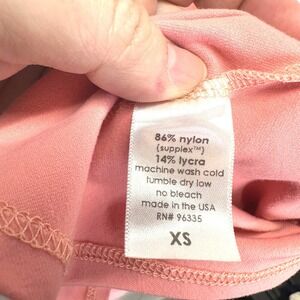 86% nylon
(supplex™)
14% lycra
machine wash cold
tumble dry low
no bleach
made in the USA
RN# 96335
XS